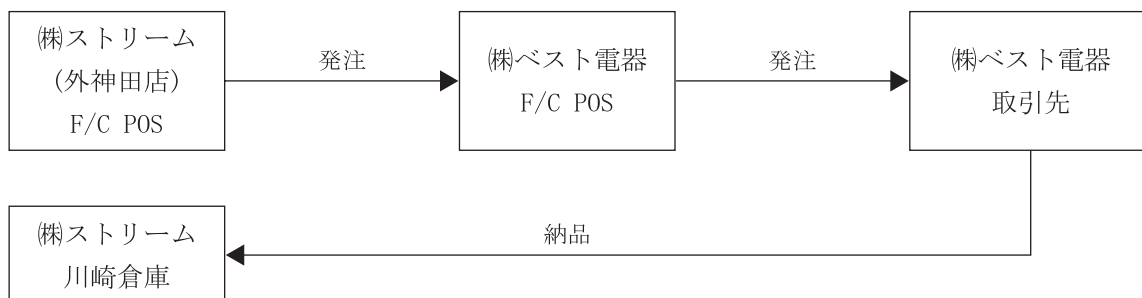 ㈱ストリーム
(外神田店)
F/C POS
発注
㈱ベスト電器
F/C POS
発注
㈱ベスト電器
取引先
㈱ストリーム
川崎倉庫
納品